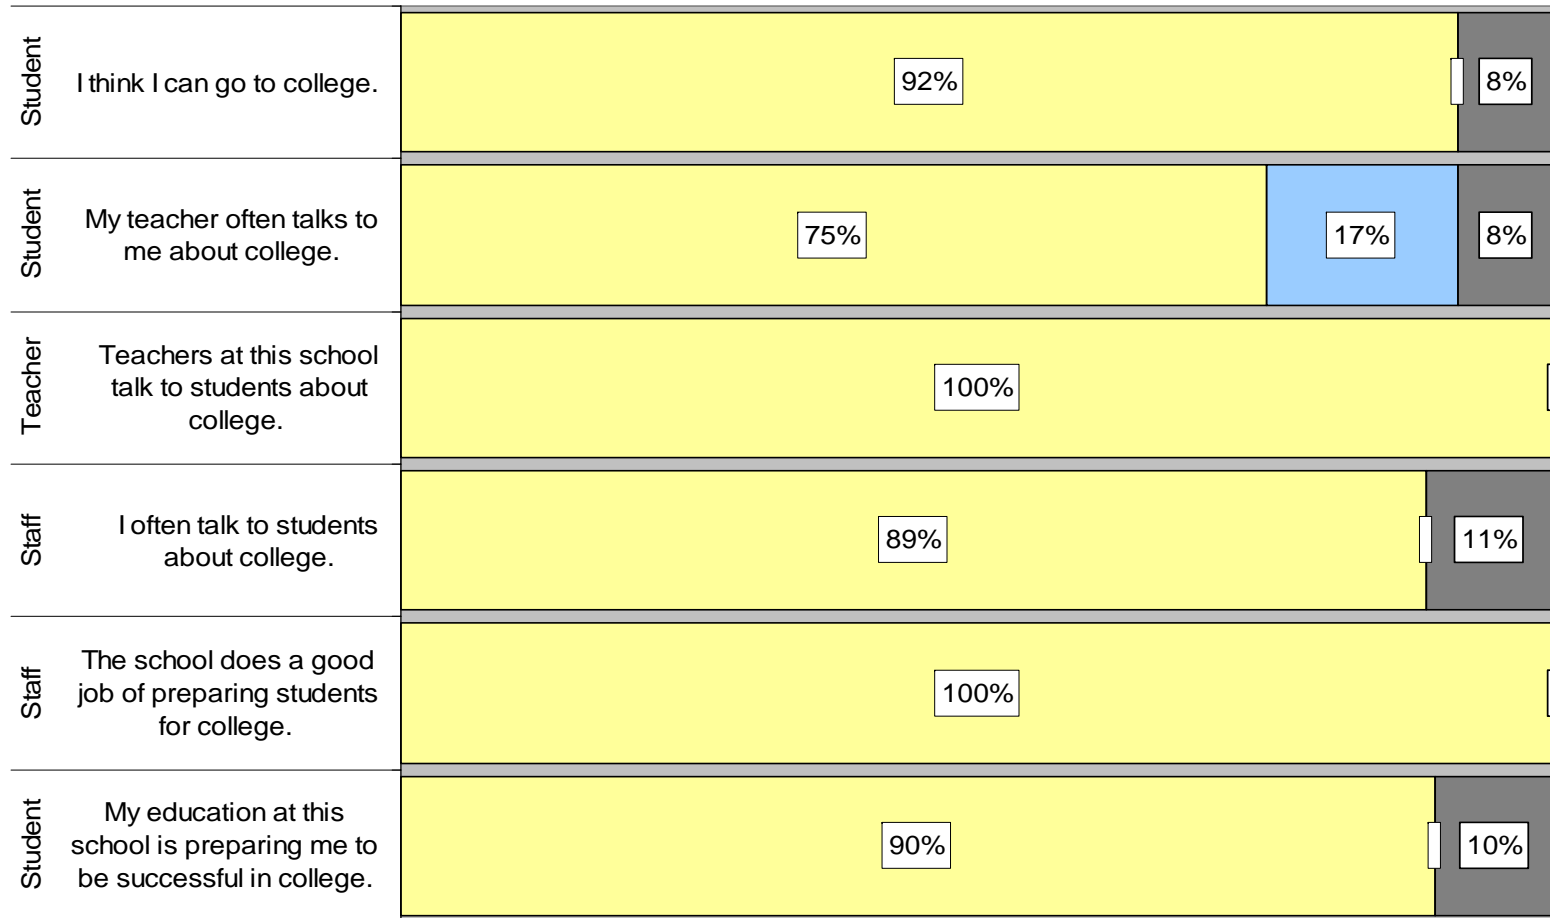 Student
I think I can go to college.
92%
8%
Student
My teacher often talks to
me about college.
75%
17%
8%
Teacher
Teachers at this school
talk to students about
college.
100%
Staff
I often talk to students
about college.
89%
11%
Staff
The school does a good
job of preparing students
for college.
100%
Student
My education at this
school is preparing me to
be successful in college.
90%
10%